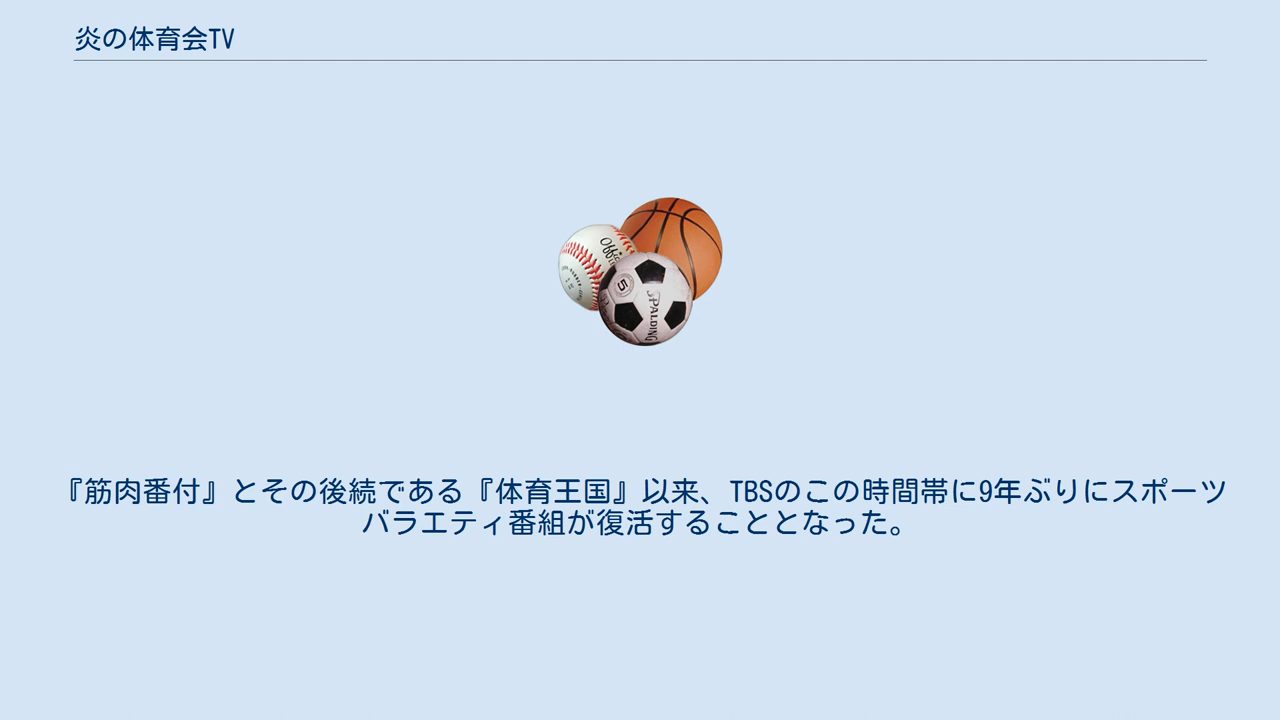 炎の体育会TV
Offi
5
SPALDING
『筋肉番付』とその後続である『体育王国』以来、TBSのこの時間帯に9年ぶりにスポーツ
バラエティ番組が復活することとなった。